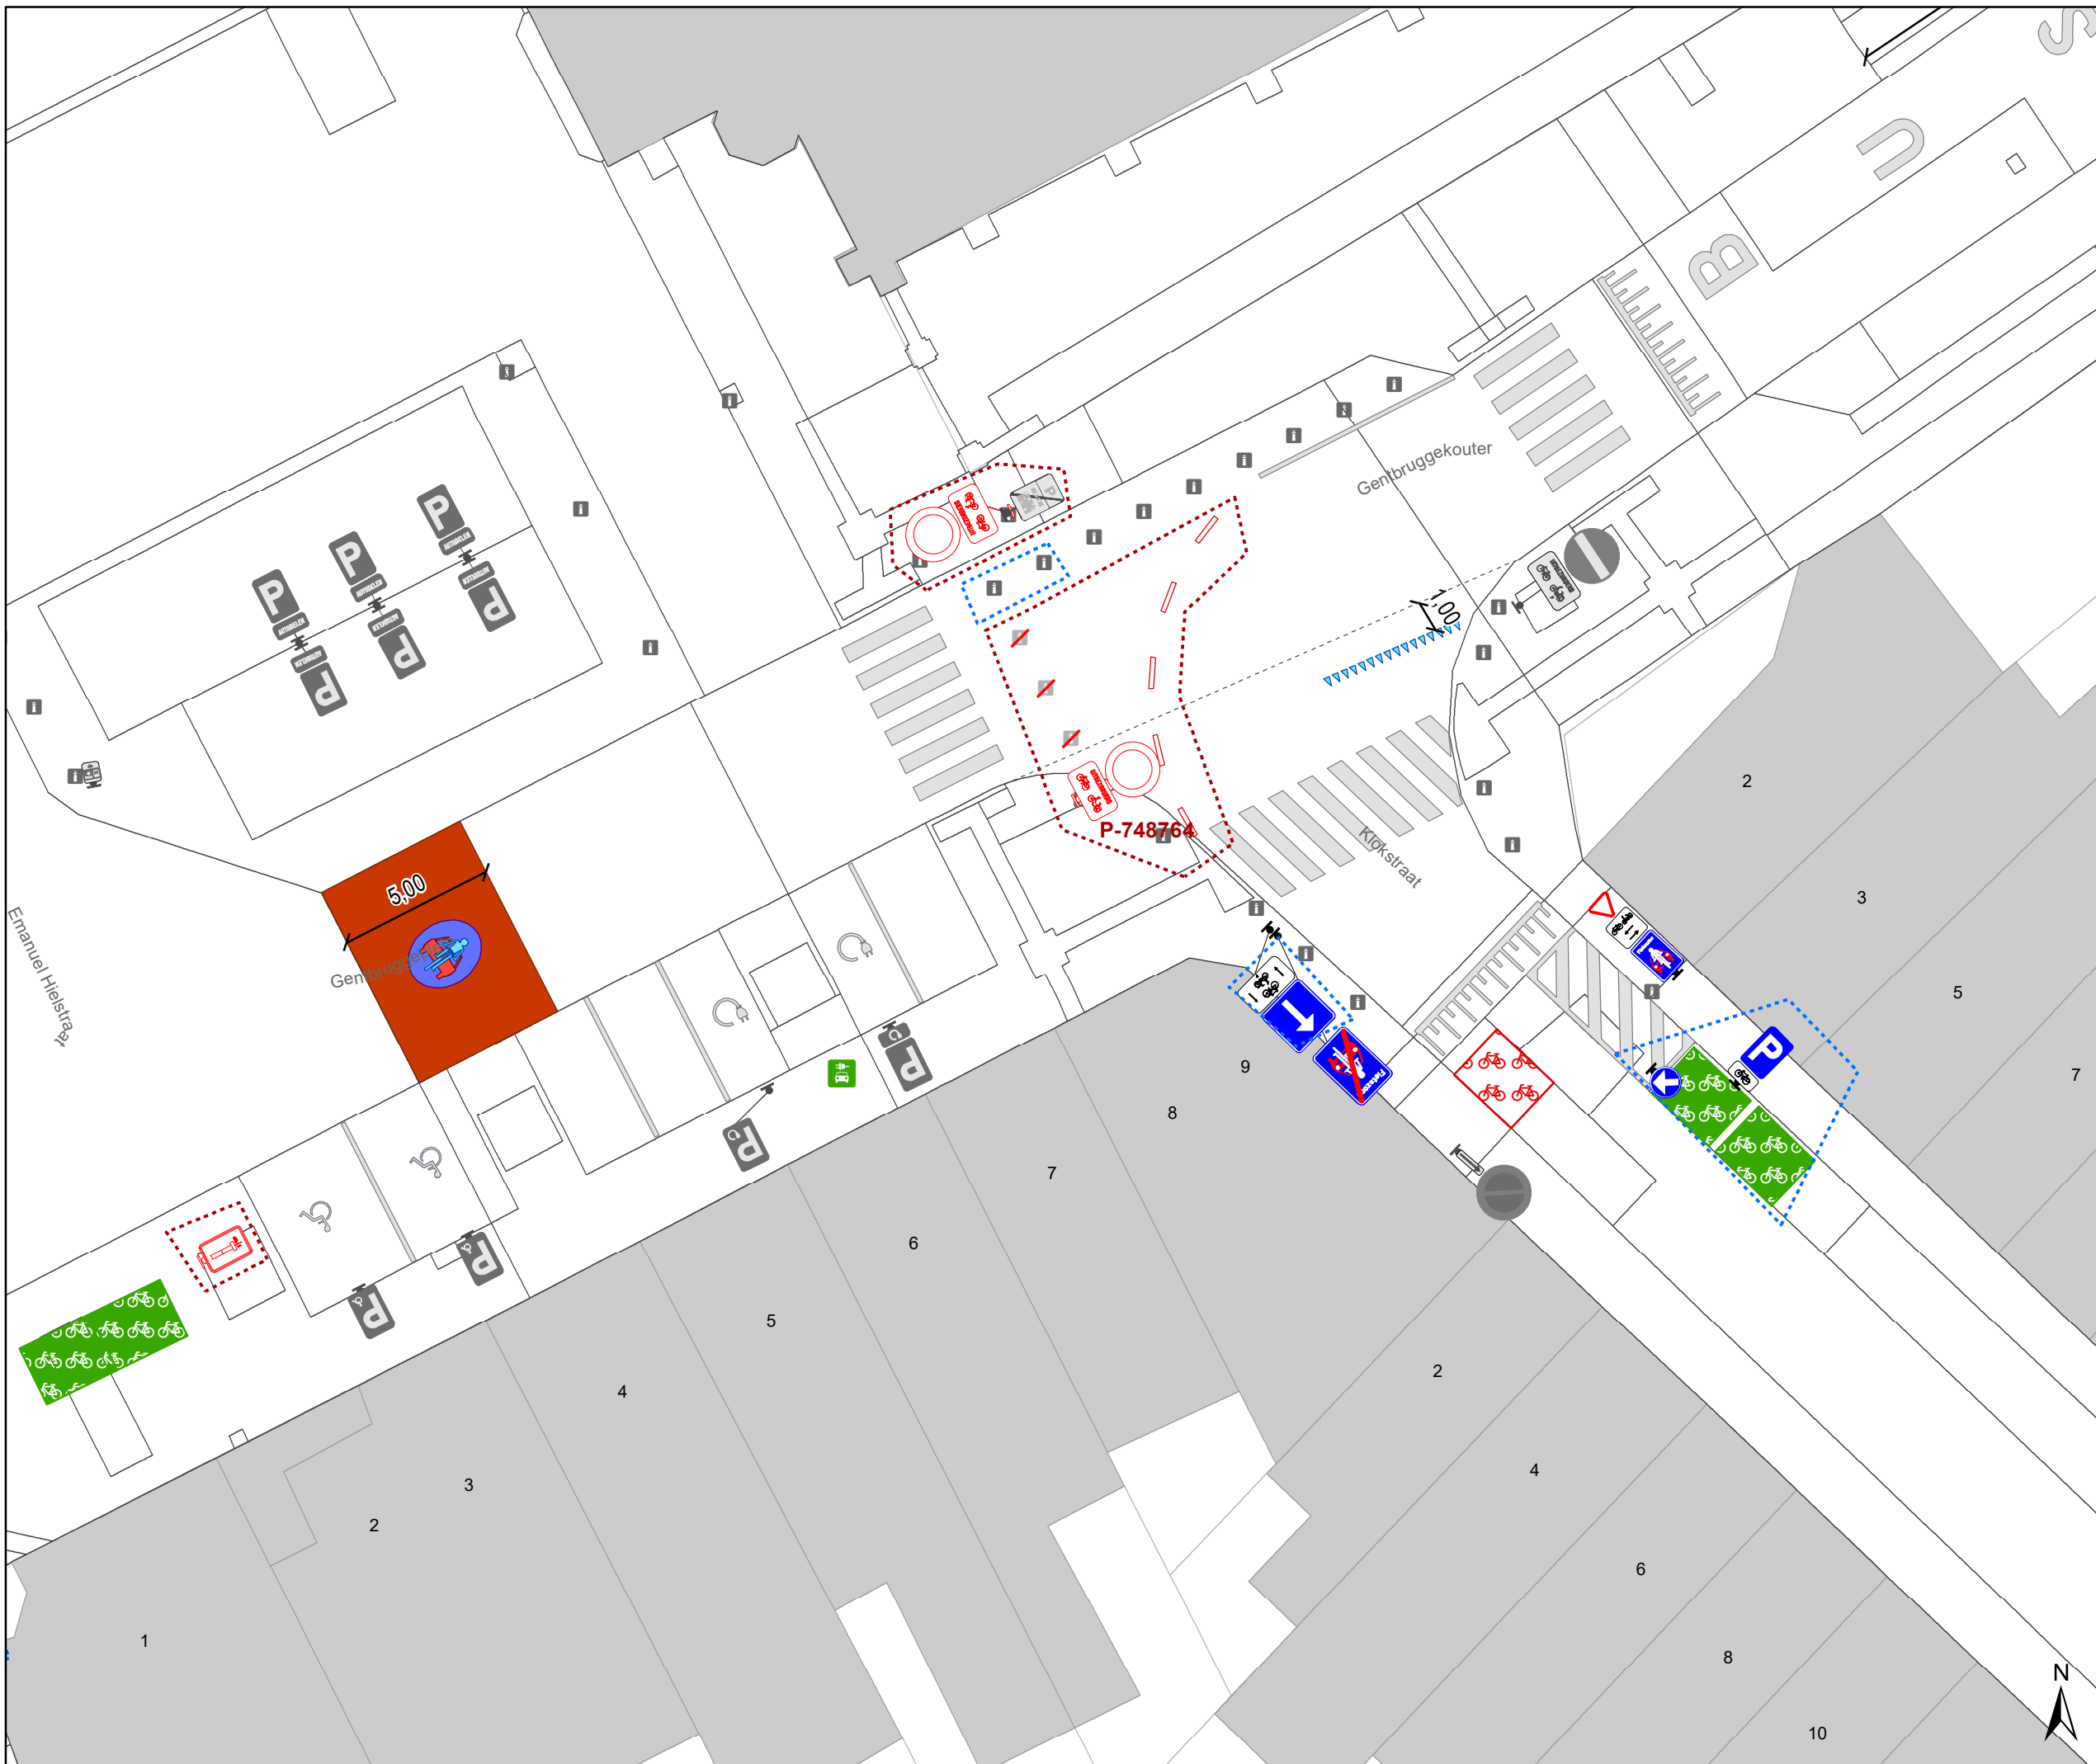 S
U
B
Gentbruggekouter
P
AUTODELEN
P
AUTODELEN
P
AUTODELEN
AUTODELEN
P
AUTODELEN
P
AUTODELEN
P
1,00
2
P-748764
Klokstraat
3
5,00
Emanuel Hielstraat
5
9
7
P
8
P
P
7
6
P
P
5
2
4
4
3
2
6
1
8
N
10